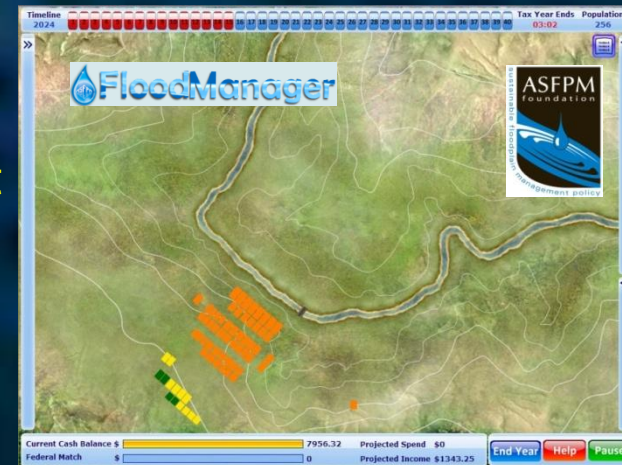 Timeline
2024
16 17 18 19 20 21 22 23 24 25 26 27 28 29 30 31 32 33 34 35 36 37 38 39 40
Tax Year Ends
03:02
Population
256
»
FloodManager
ASFPM
foundation
sustainable floodplain
management policy
t
Current Cash Balance $ 7956.32
Federal Match $ 0
Projected Spend $0
Projected Income $1343.25
End Year
Help
Pause